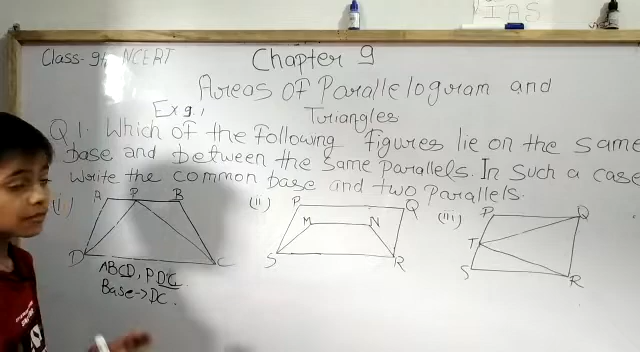 IAS
Class-9th NCERT Chapter 9
Areas of Parallelogram and
Triangles
Ex 9.1
Q1. Which of the following figures lie on the same
base and between the same parallels. In such a case
write the common base and two parallels.
(i) A P B
D C
ABCD, PDC
Base→DC.
(ii) P Q
M N
S R
(iii) P Q
T
S R